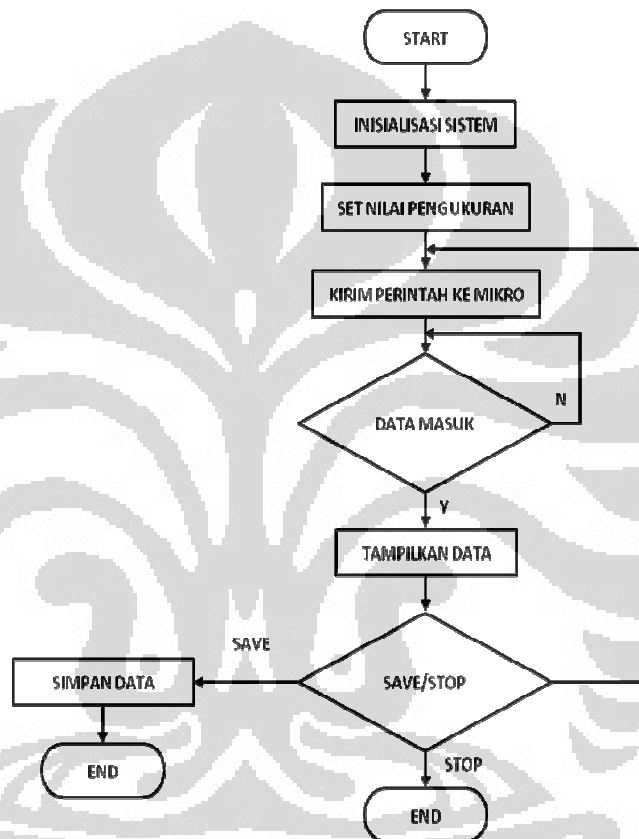 START
INISIALISASI SISTEM
SET NILAI PENGUKURAN
KIRIM PERINTAH KE MIKRO
DATA MASUK
N
Y
TAMPILKAN DATA
SAVE
SIMPAN DATA
SAVE/STOP
END
STOP
END